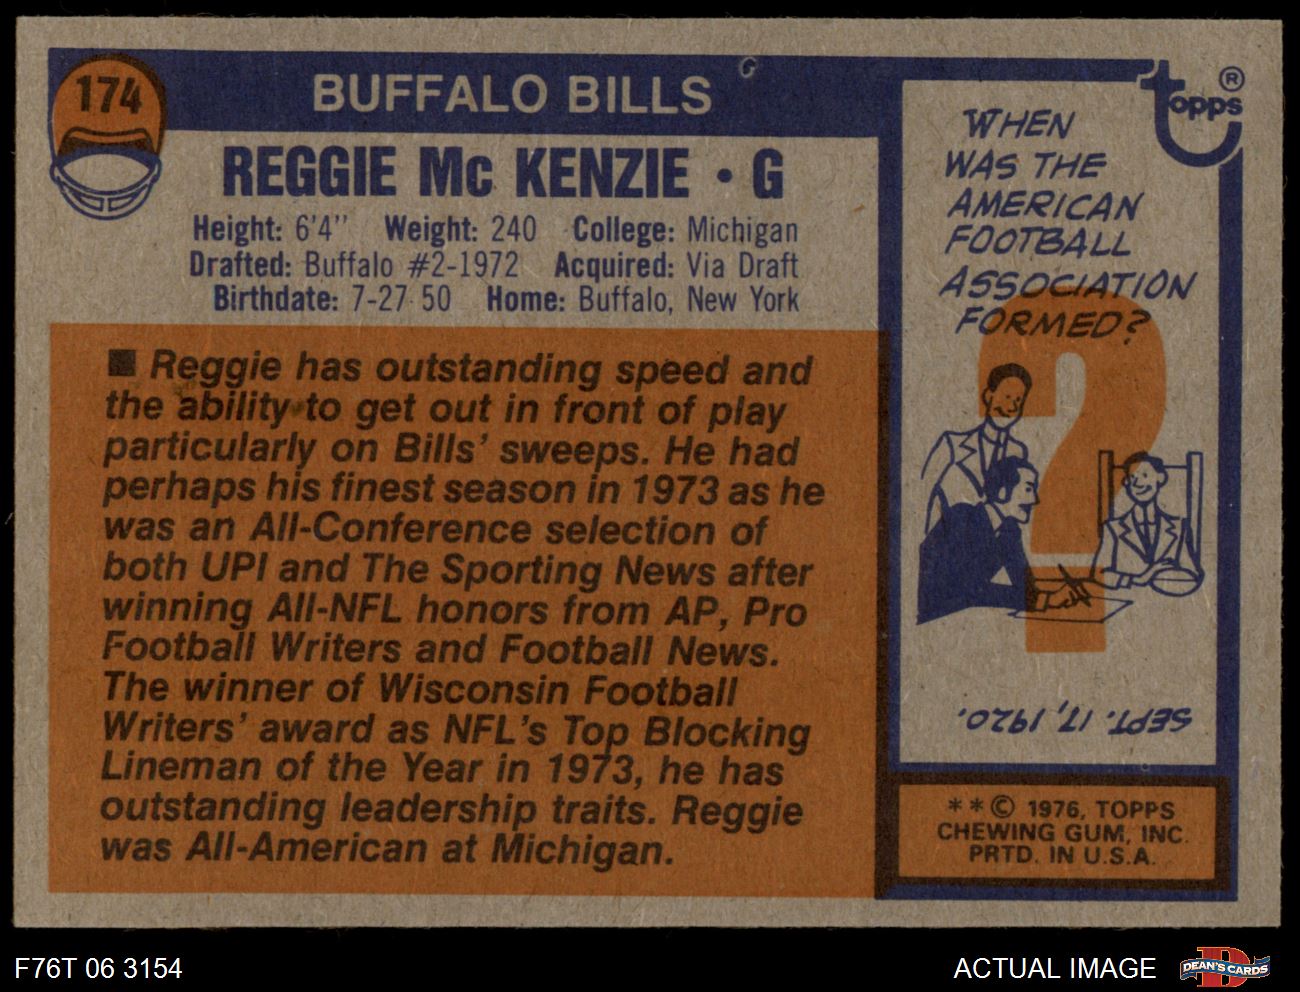 174
BUFFALO BILLS
REGGIE Mc KENZIE • G
Height: 6'4'' Weight: 240 College: Michigan
Drafted: Buffalo #2-1972 Acquired: Via Draft
Birthdate: 7-27 50 Home: Buffalo, New York
■ Reggie has outstanding speed and
the ability to get out in front of play
particularly on Bills' sweeps. He had
perhaps his finest season in 1973 as he
was an All-Conference selection of
both UPI and The Sporting News after
winning All-NFL honors from AP, Pro
Football Writers and Football News.
The winner of Wisconsin Football
Writers' award as NFL's Top Blocking
Lineman of the Year in 1973, he has
outstanding leadership traits. Reggie
was All-American at Michigan.
topps®
WHEN
WAS THE
AMERICAN
FOOTBALL
ASSOCIATION
FORMED?
?
SEPT. 17, 1920.
**© 1976, TOPPS
CHEWING GUM, INC.
PRTD. IN U.S.A.
F76T 06 3154
ACTUAL IMAGE
D
DEAN'S CARDS